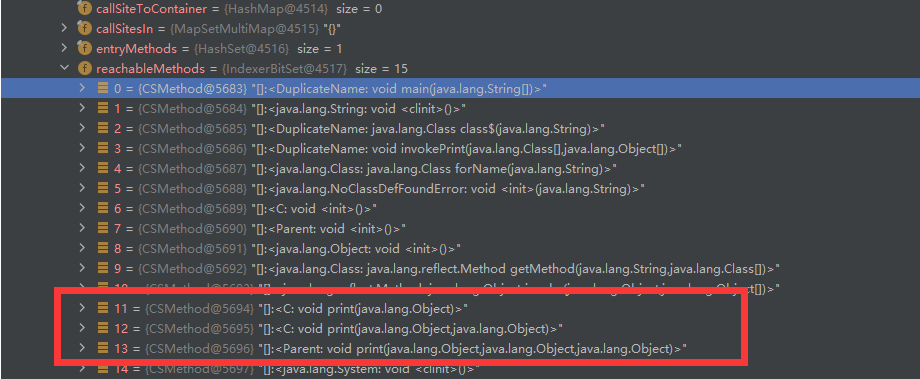 callSiteToContainer = {HashMap@4514} size = 0
callSitesIn = {MapSetMultiMap@4515} "{}"
entryMethods = {HashSet@4516} size = 1
reachableMethods = {IndexerBitSet@4517} size = 15
0 = {CSMethod@5683} "[]:<DuplicateName: void main(java.lang.String[])>"
1 = {CSMethod@5684} "[]:<java.lang.String: void <clinit>()>"
2 = {CSMethod@5685} "[]:<DuplicateName: java.lang.Class class$(java.lang.String)>"
3 = {CSMethod@5686} "[]:<DuplicateName: void invokePrint(java.lang.Class[],java.lang.Object[])>"
4 = {CSMethod@5687} "[]:<java.lang.Class: java.lang.Class forName(java.lang.String)>"
5 = {CSMethod@5688} "[]:<java.lang.NoClassDefFoundError: void <init>(java.lang.String)>"
6 = {CSMethod@5689} "[]:<C: void <init>()>"
7 = {CSMethod@5690} "[]:<Parent: void <init>()>"
8 = {CSMethod@5691} "[]:<java.lang.Object: void <init>()>"
9 = {CSMethod@5692} "[]:<java.lang.Class: java.lang.reflect.Method getMethod(java.lang.String,java.lang.Class[])>"
11 = {CSMethod@5694} "[]:<C: void print(java.lang.Object)>"
12 = {CSMethod@5695} "[]:<C: void print(java.lang.Object,java.lang.Object)>"
13 = {CSMethod@5696} "[]:<Parent: void print(java.lang.Object,java.lang.Object,java.lang.Object)>"
14 = {CSMethod@5697} "[]:<java.lang.System: void <clinit>()>"